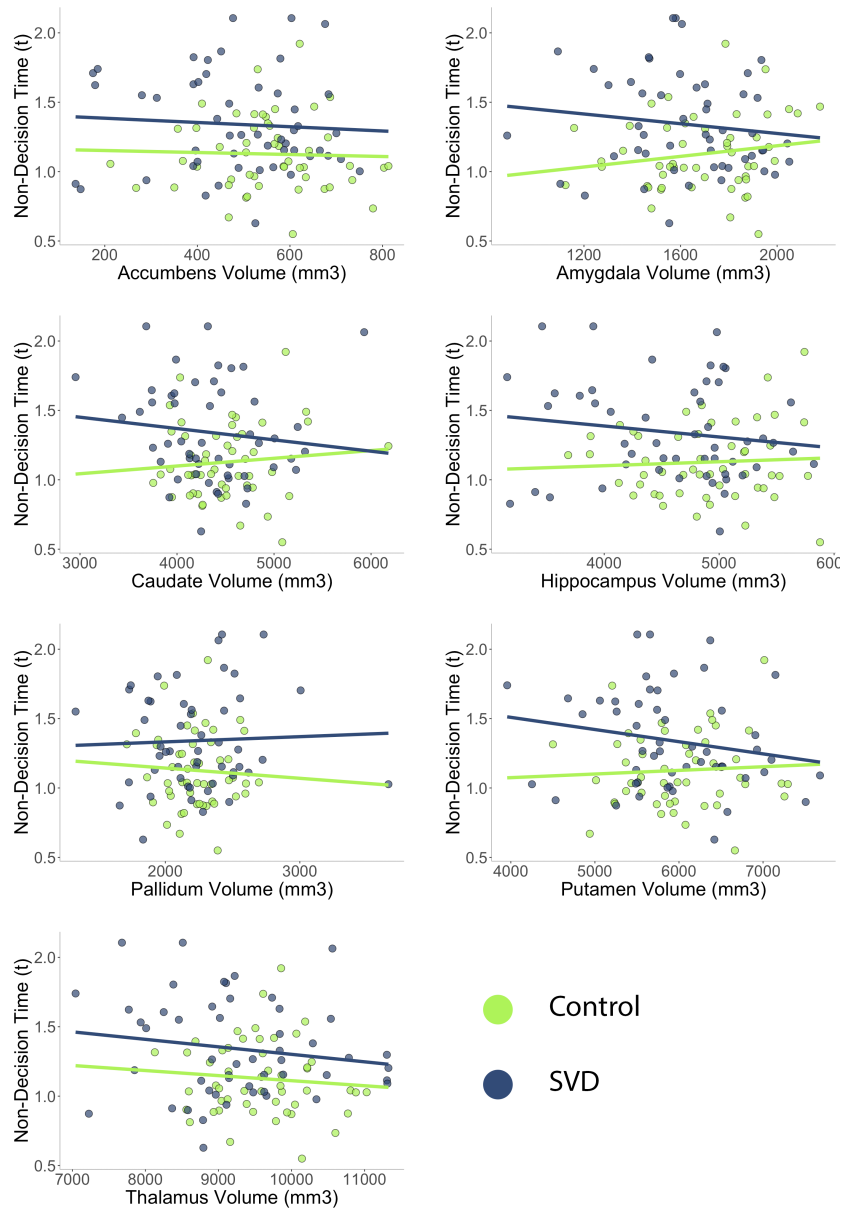 Non-Decision Time (t)
2.0
1.5
1.0
0.5
200 400 600 800
Accumbens Volume (mm3)
Non-Decision Time (t)
2.0
1.5
1.0
0.5
1200 1600 2000
Amygdala Volume (mm3)
Non-Decision Time (t)
2.0
1.5
1.0
0.5
3000 4000 5000 6000
Caudate Volume (mm3)
Non-Decision Time (t)
2.0
1.5
1.0
0.5
4000 5000 600
Hippocampus Volume (mm3)
Non-Decision Time (t)
2.0
1.5
1.0
0.5
2000 3000
Pallidum Volume (mm3)
Non-Decision Time (t)
2.0
1.5
1.0
0.5
4000 5000 6000 7000
Putamen Volume (mm3)
Non-Decision Time (t)
2.0
1.5
1.0
0.5
7000 8000 9000 10000 11000
Thalamus Volume (mm3)
Control
SVD